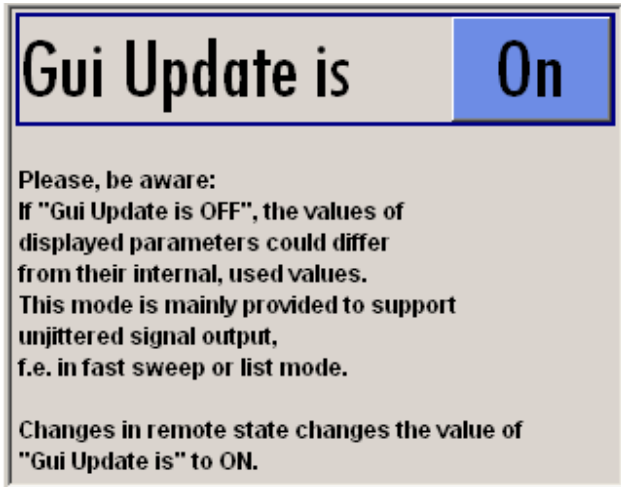 Gui Update is On
Please, be aware:
If "Gui Update is OFF", the values of
displayed parameters could differ
from their internal, used values.
This mode is mainly provided to support
unjittered signal output,
f.e. in fast sweep or list mode.
Changes in remote state changes the value of
"Gui Update is" to ON.